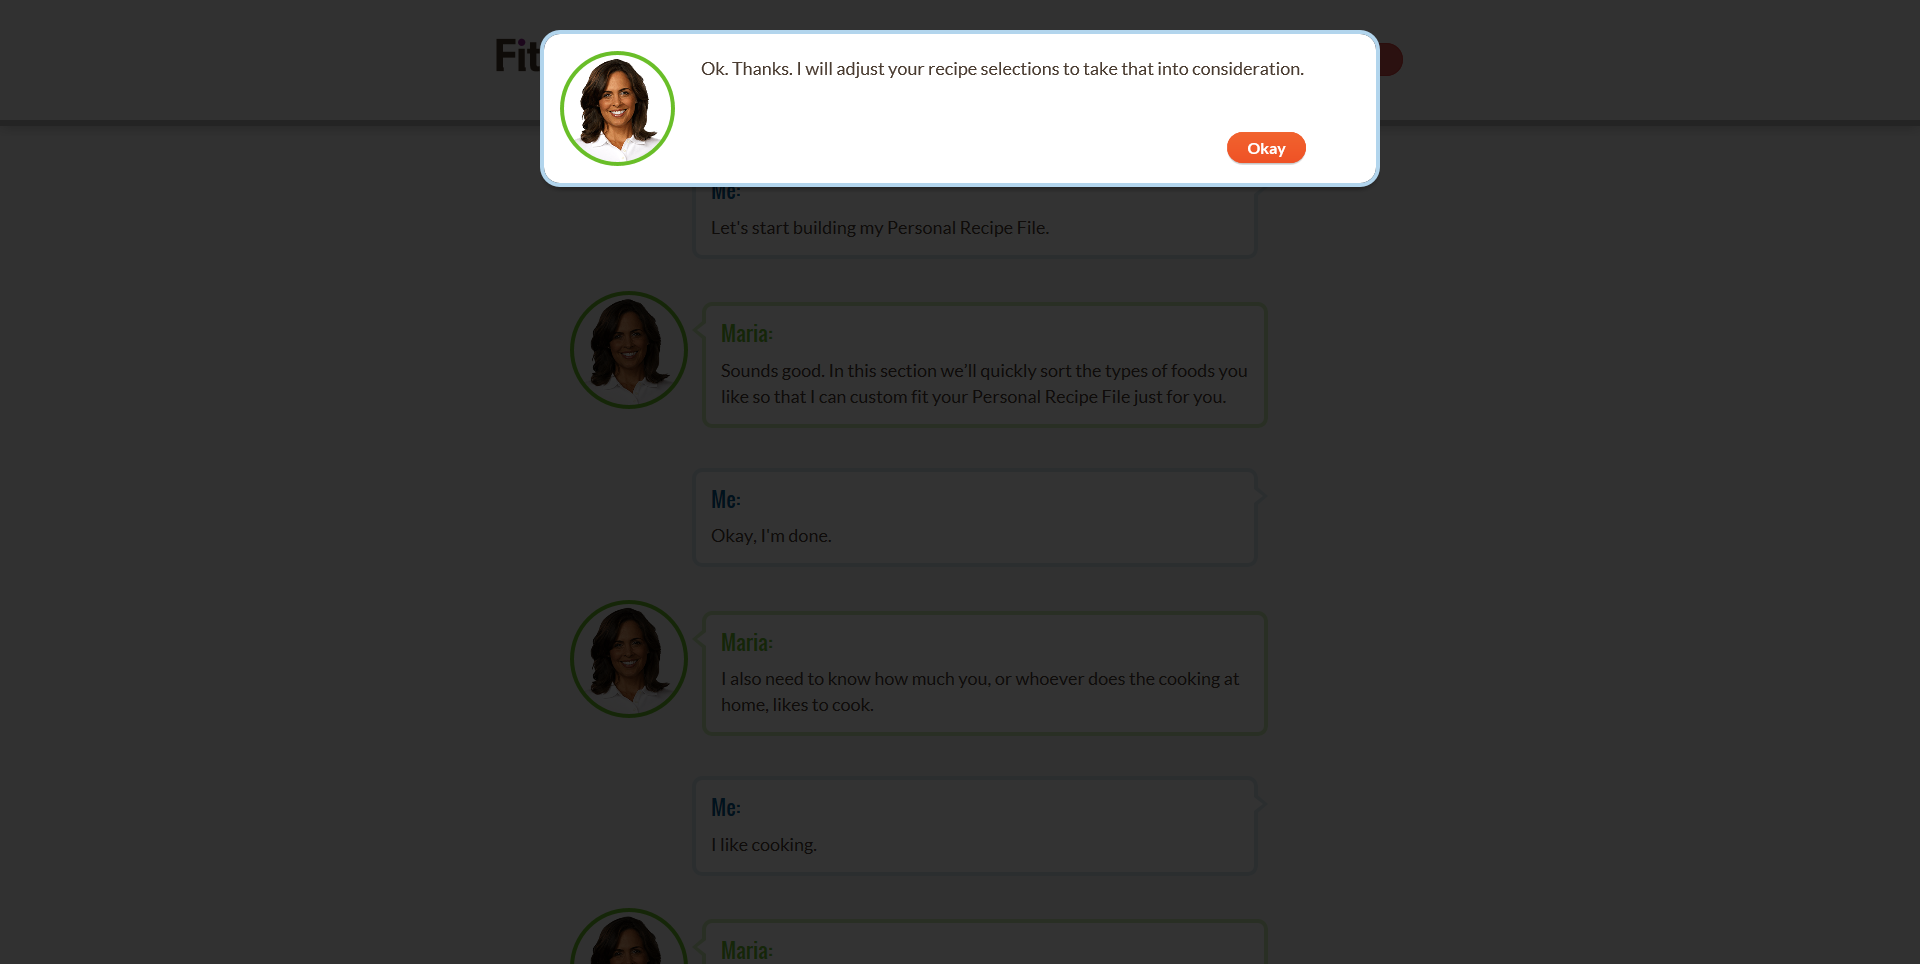 Fit
Ok. Thanks. I will adjust your recipe selections to take that into consideration.
Okay
Me:
Let's start building my Personal Recipe File.
Maria:
Sounds good. In this section we'll quickly sort the types of foods you
like so that I can custom fit your Personal Recipe File just for you.
Me:
Okay, I'm done.
Maria:
I also need to know how much you, or whoever does the cooking at
home, likes to cook.
Me:
I like cooking.
Maria: